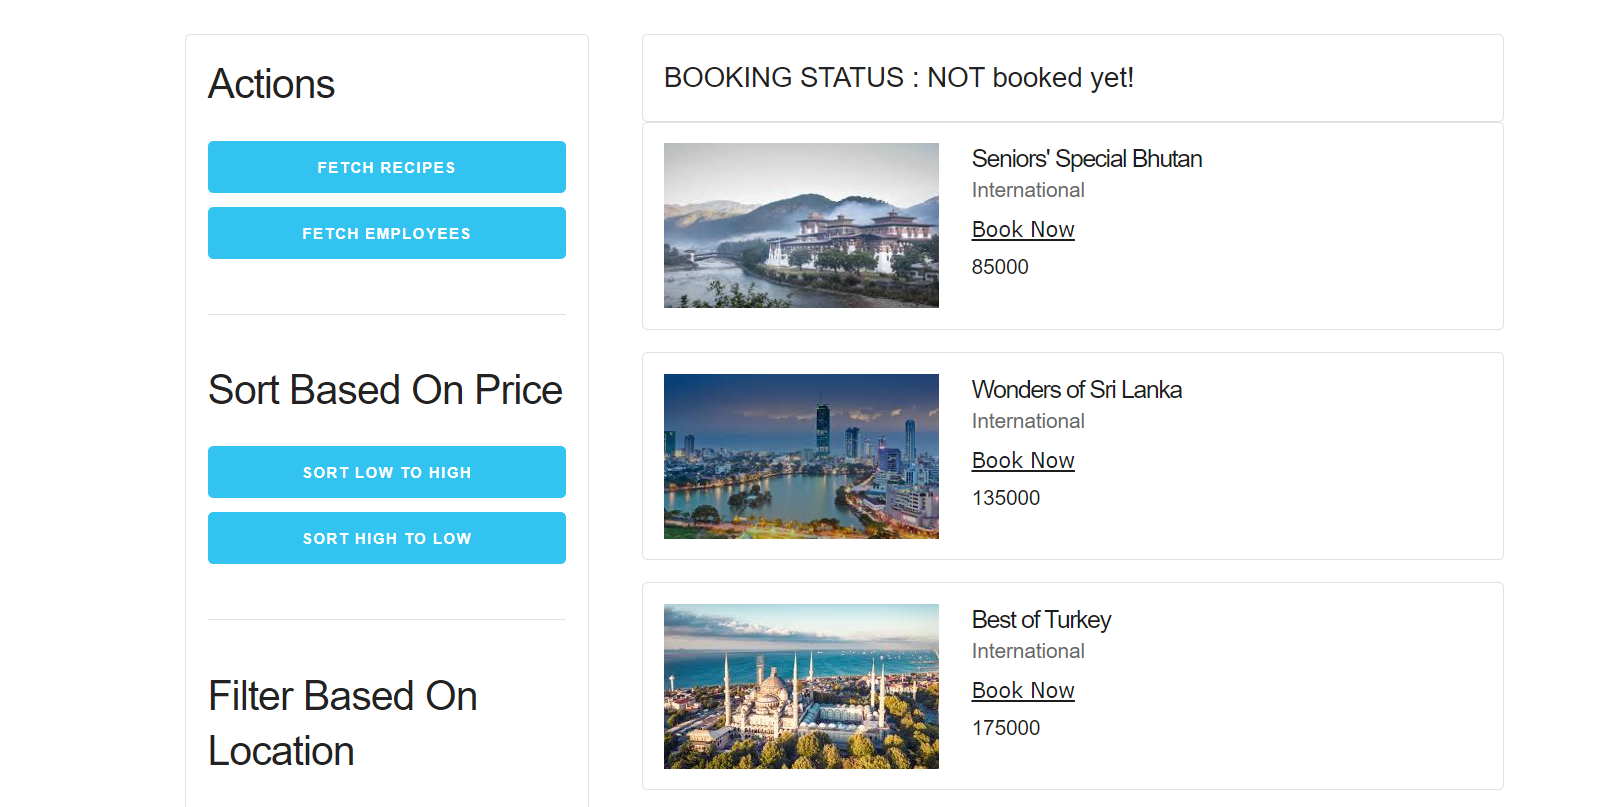 Actions
FETCH RECIPES
FETCH EMPLOYEES
Sort Based On Price
SORT LOW TO HIGH
SORT HIGH TO LOW
Filter Based On
Location
BOOKING STATUS : NOT booked yet!
Seniors' Special Bhutan
International
Book Now
85000
Wonders of Sri Lanka
International
Book Now
135000
Best of Turkey
International
Book Now
175000